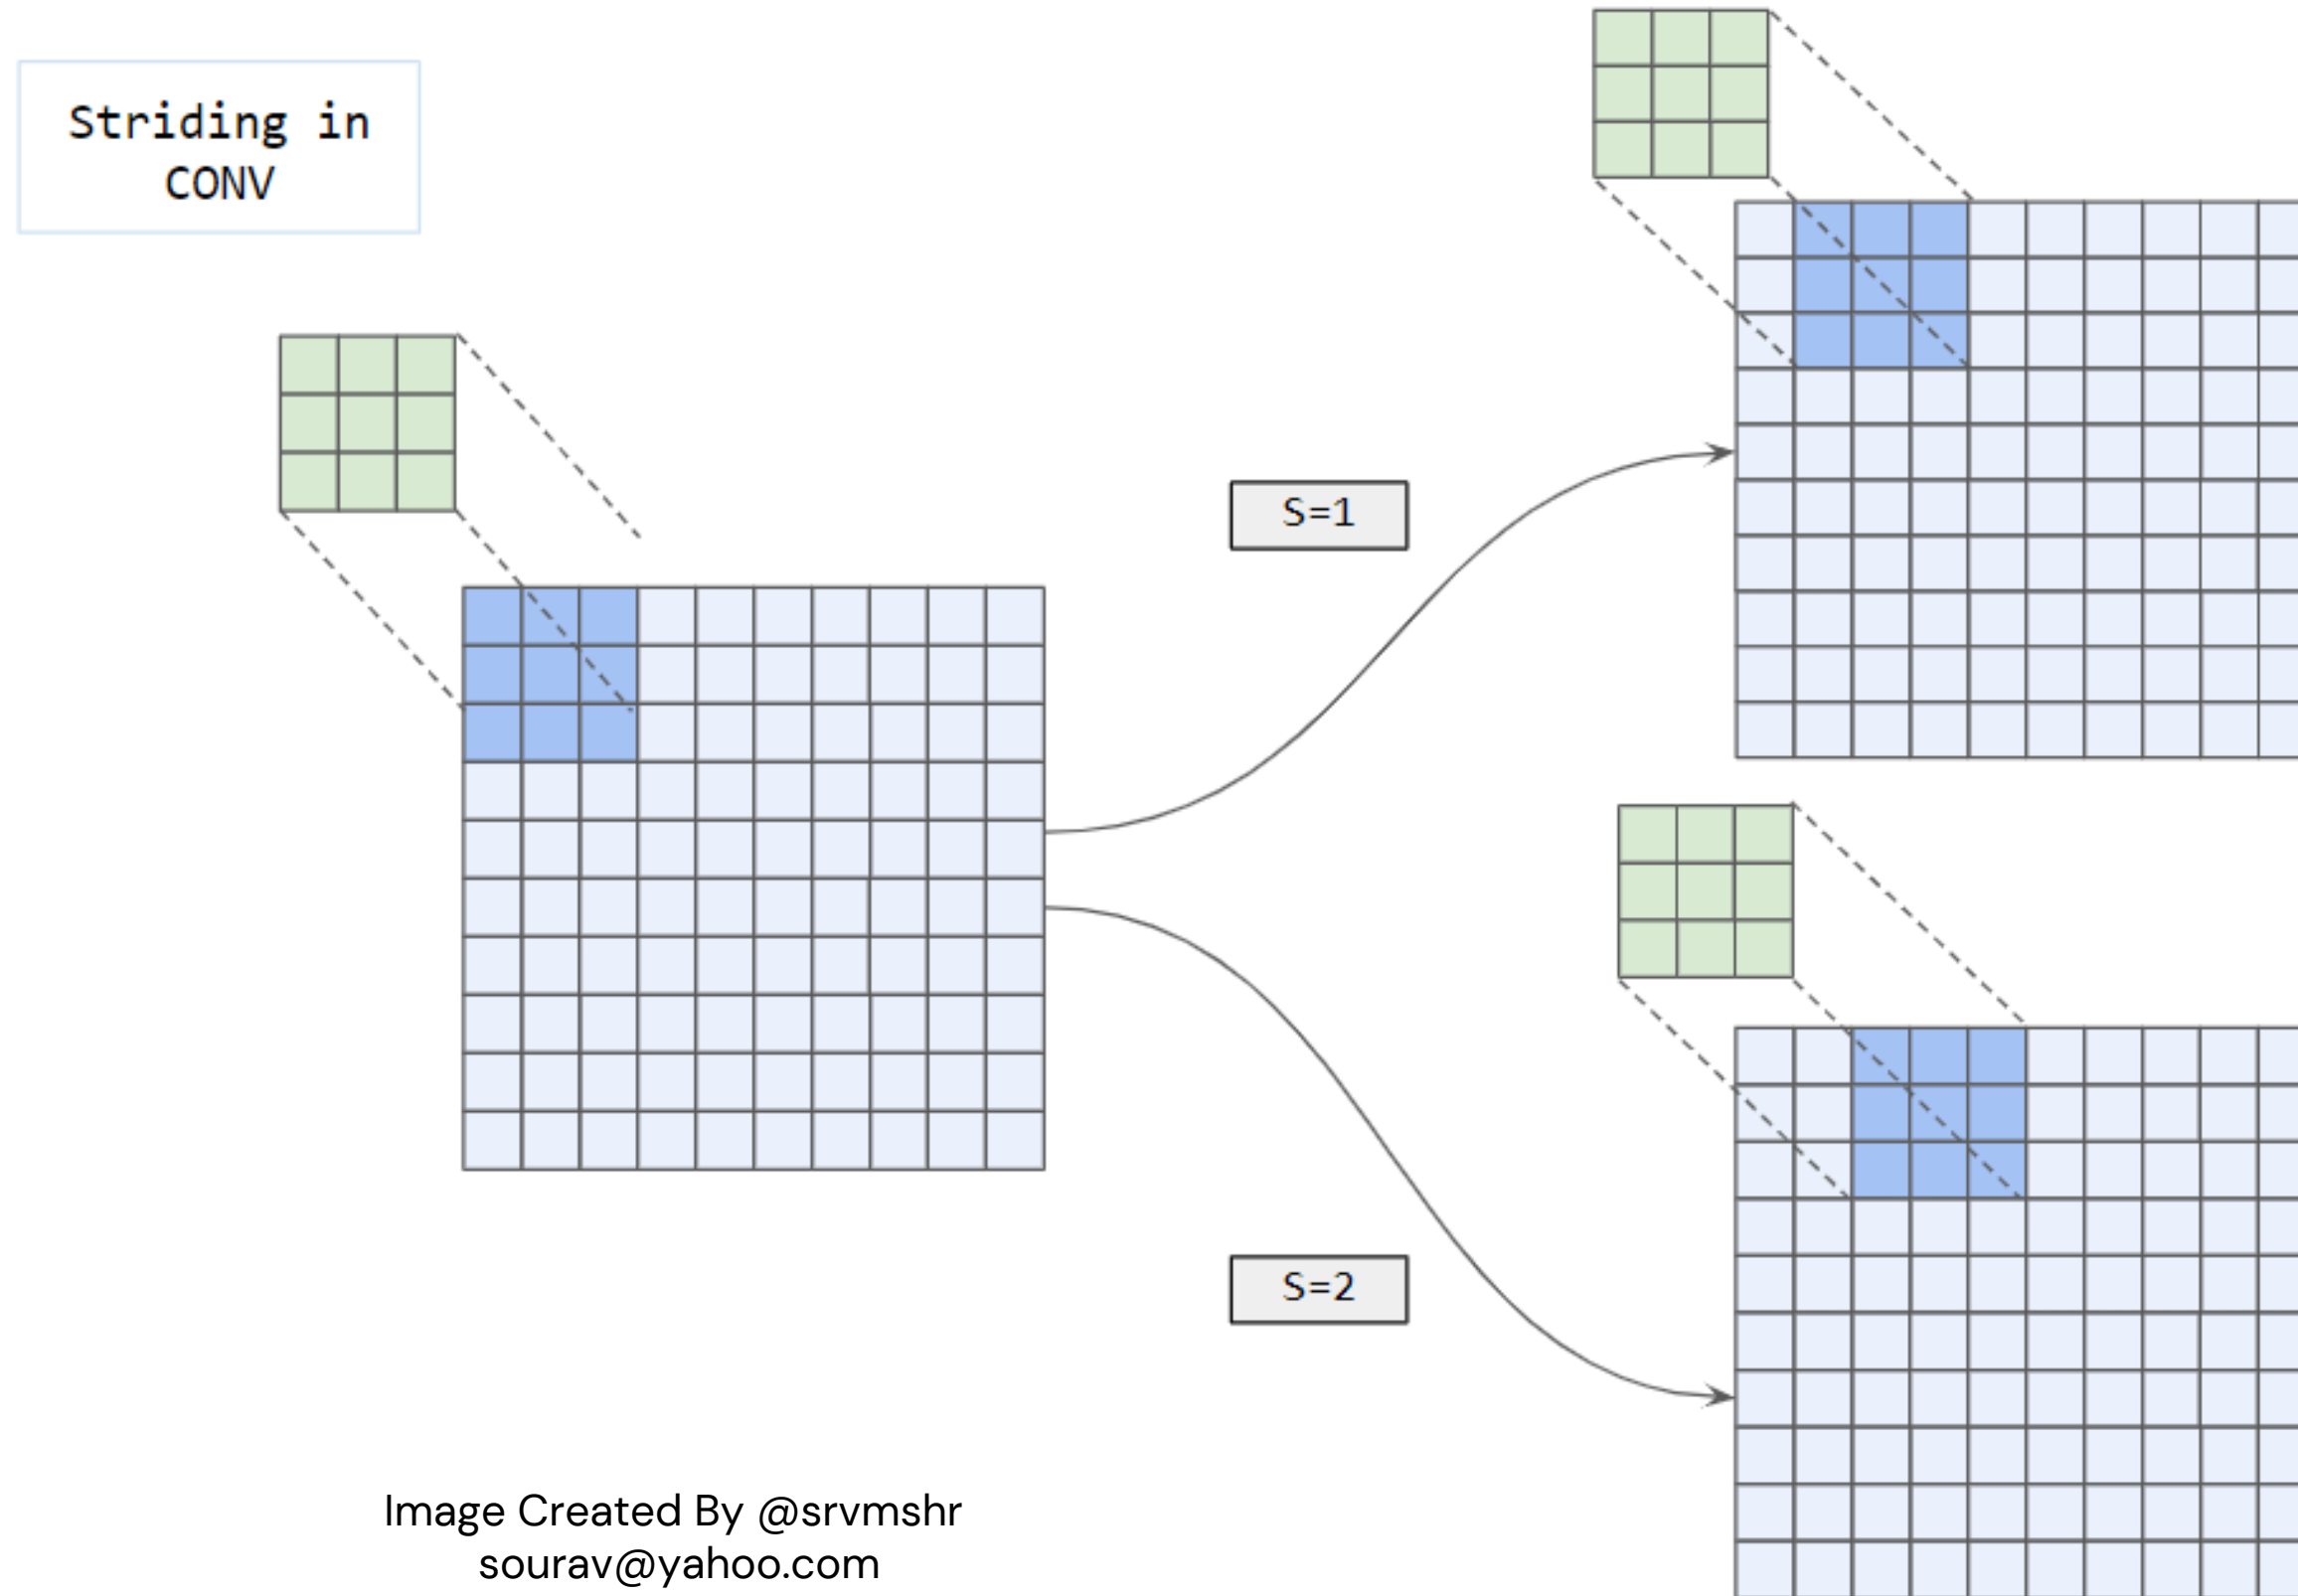 Striding in
CONV
S=1
S=2
Image Created By @srvmshr
sourav@yahoo.com